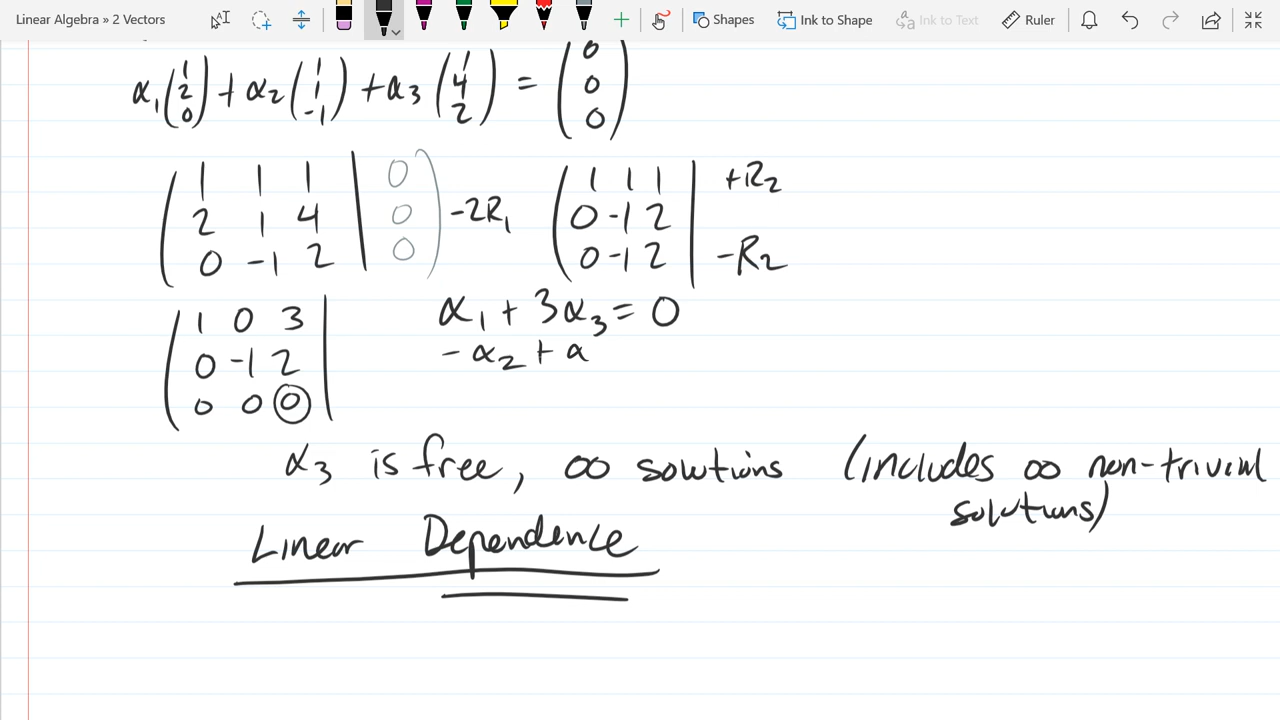 Linear Algebra » 2 Vectors Shapes Ink to Shape Ink to Text Ruler
α₁(1 2 0) + α₂(1 1 -1) + α₃(1 4 2) = (0 0 0)
(1 1 1 | 0) (1 1 1 | +R₂
(2 1 4 | 0) -2R₁ (0 -1 2 |
(0 -1 2 | 0) (0 -1 2 | -R₂
(1 0 3 | α₁ + 3α₃ = 0
(0 -1 2 | -α₂ + α
(0 0 0 |
α₃ is free, ∞ solutions (includes ∞ non-trivial
solutions)
Linear Dependence